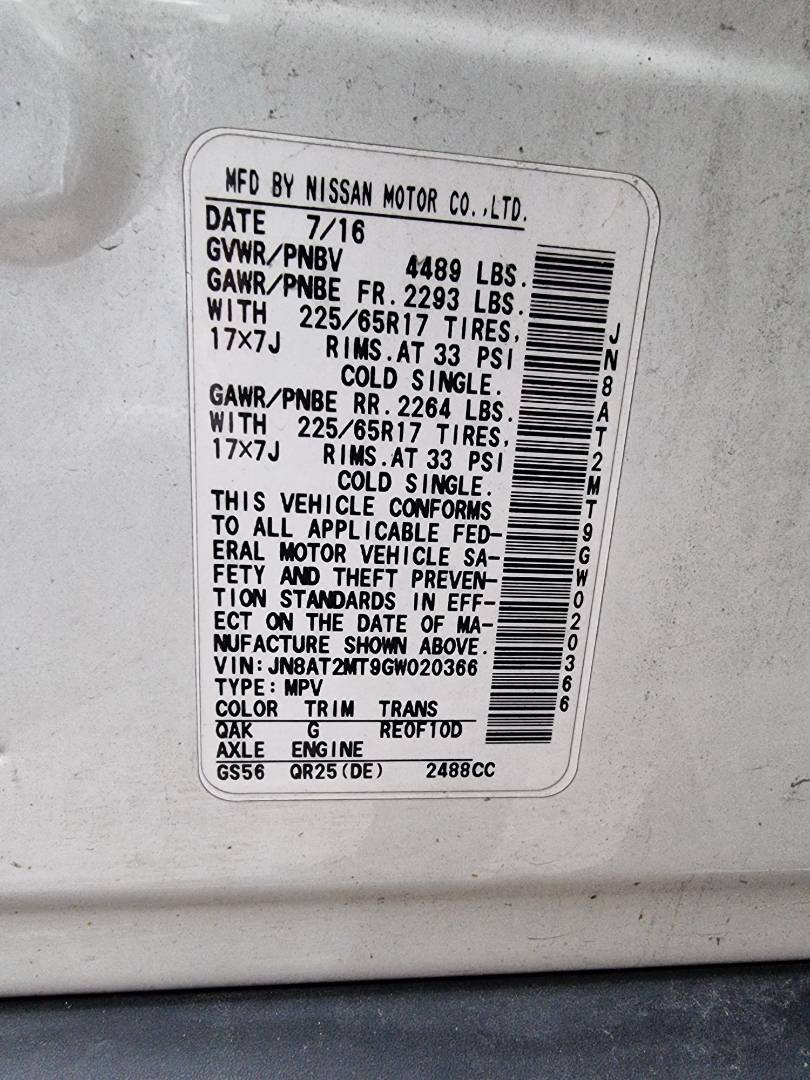 MFD BY NISSAN MOTOR CO.,LTD.
DATE 7/16
GVWR/PNBV 4489 LBS.
GAWR/PNBE FR. 2293 LBS.
WITH 225/65R17 TIRES,
17×7J RIMS. AT 33 PSI
COLD SINGLE.
GAWR/PNBE RR. 2264 LBS.
WITH 225/65R17 TIRES,
17×7J RIMS. AT 33 PSI
COLD SINGLE.
THIS VEHICLE CONFORMS
TO ALL APPLICABLE FED-
ERAL MOTOR VEHICLE SA-
FETY AND THEFT PREVEN-
TION STANDARDS IN EFF-
ECT ON THE DATE OF MA-
NUFACTURE SHOWN ABOVE.
VIN: JN8AT2MT9GW020366
TYPE: MPV
COLOR TRIM TRANS
QAK G RE0F10D
AXLE ENGINE
GS56 QR25(DE) 2488CC
JN8AT2MT9GW020366